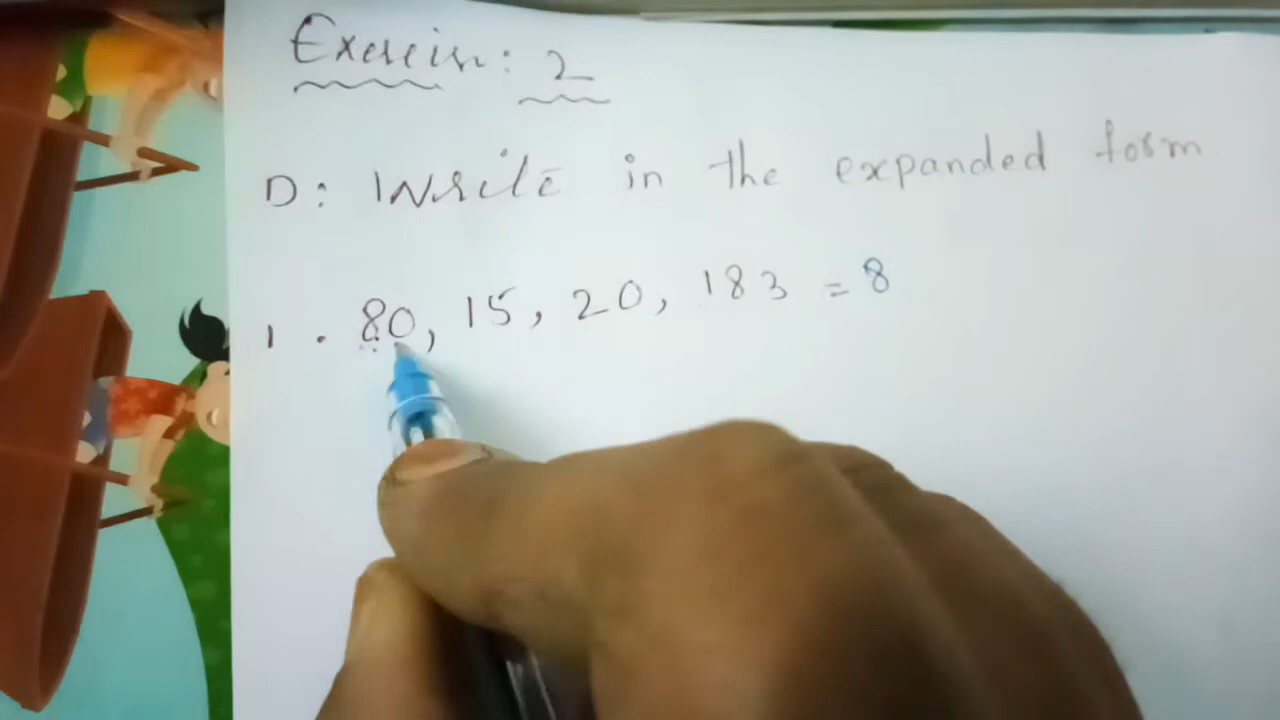 Exercise: 2
D: Write in the expanded form
1. 80, 15, 20, 183 = 8